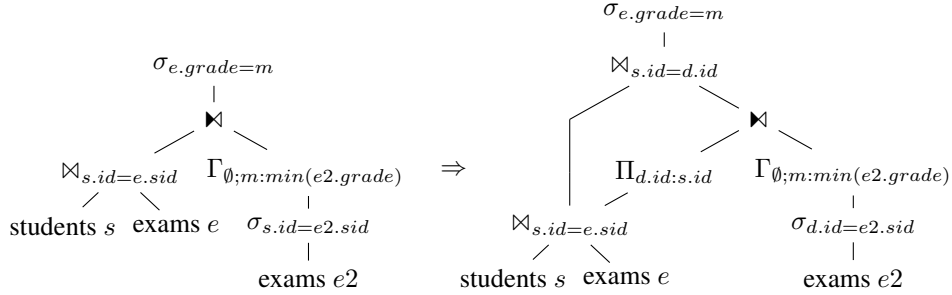 σ_{e.grade=m}
⧑
⋈_{s.id=e.sid} Γ_{∅;m:min(e2.grade)}
students s exams e σ_{s.id=e2.sid}
exams e2
⇒
σ_{e.grade=m}
⋈_{s.id=d.id}
⧑
Π_{d.id:s.id} Γ_{∅;m:min(e2.grade)}
⋈_{s.id=e.sid} σ_{d.id=e2.sid}
students s exams e exams e2